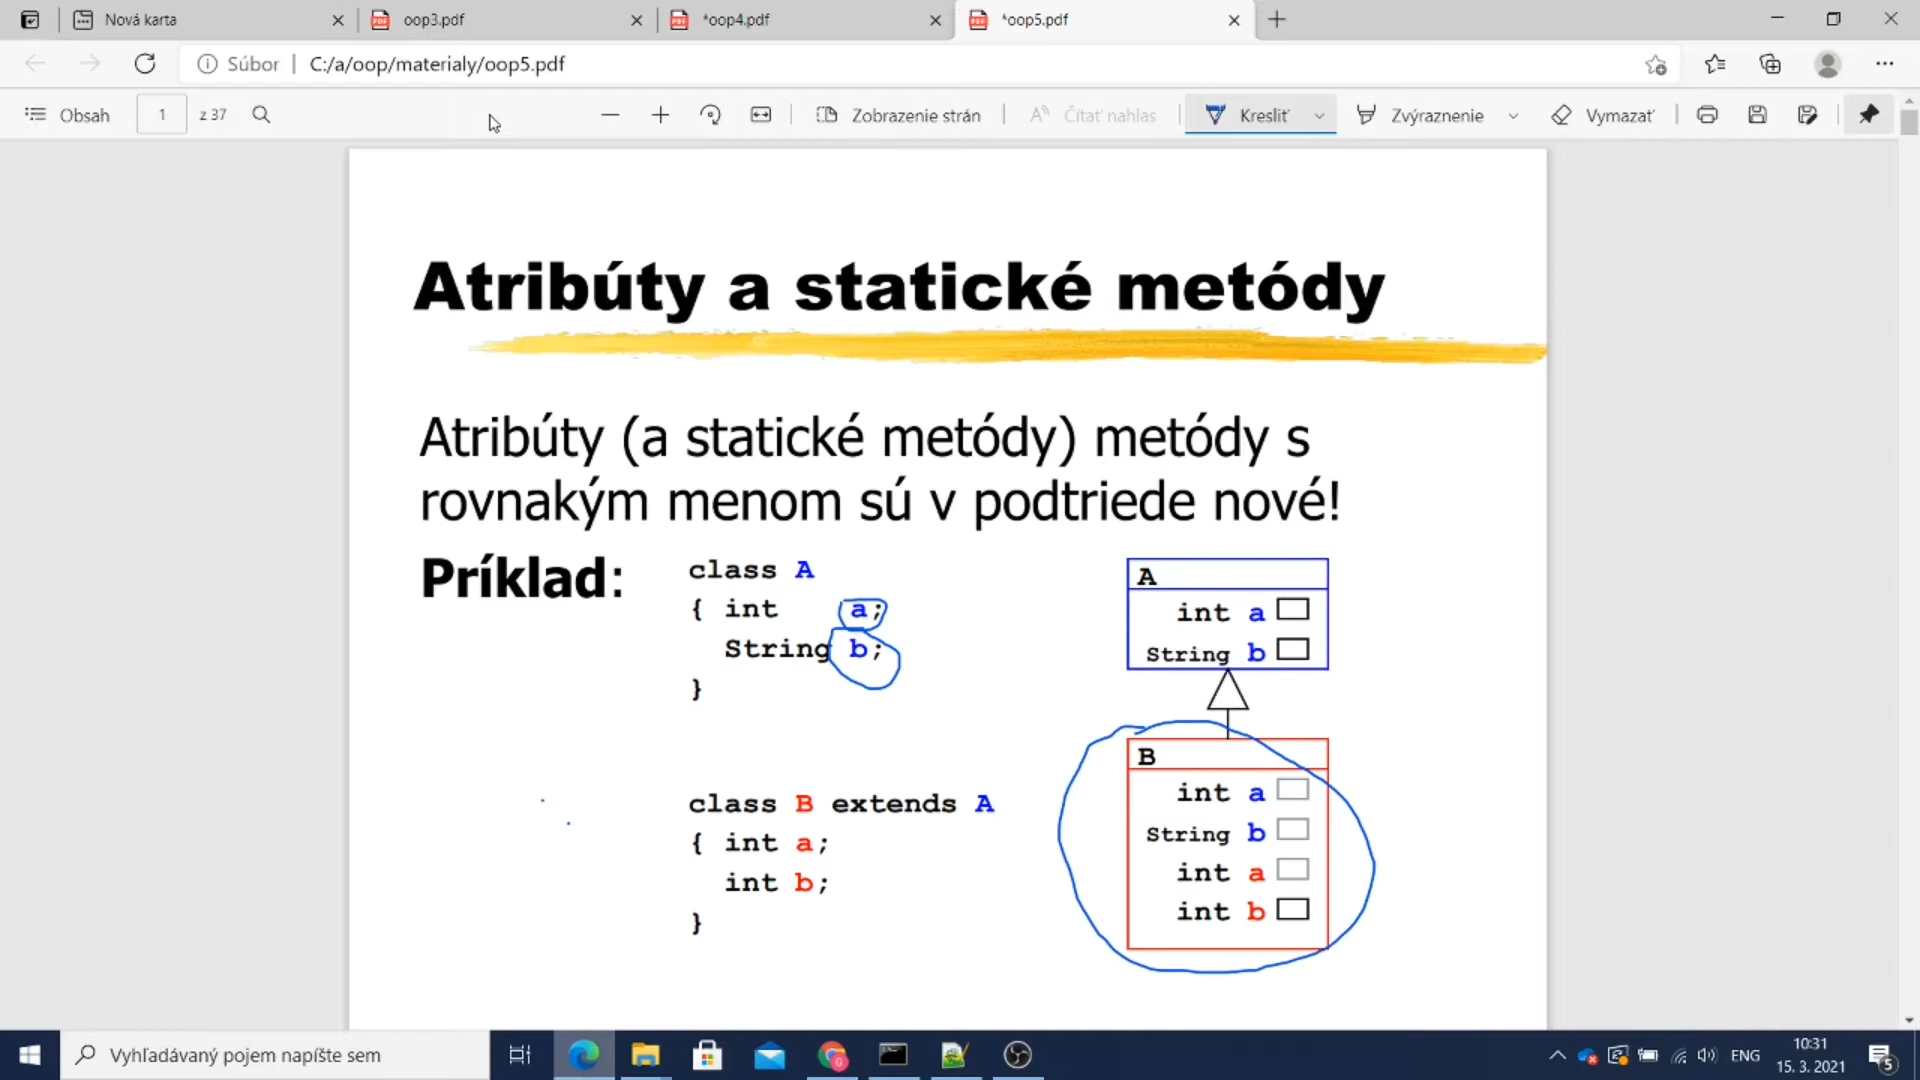 Nová karta
oop3.pdf
*oop4.pdf
*oop5.pdf
Súbor
C:/a/oop/materialy/oop5.pdf
Obsah
1
z 37
Zobrazenie strán
Čítať nahlas
Kresliť
Zvýraznenie
Vymazať
Atribúty a statické metódy
Atribúty (a statické metódy) metódy s
rovnakým menom sú v podtriede nové!
Príklad:
class A
{ int a;
String b;
}
class B extends A
{ int a;
int b;
}
A
int a
String b
B
int a
String b
int a
int b
Vyhľadávaný pojem napíšte sem
ENG
10:31
15. 3. 2021
5